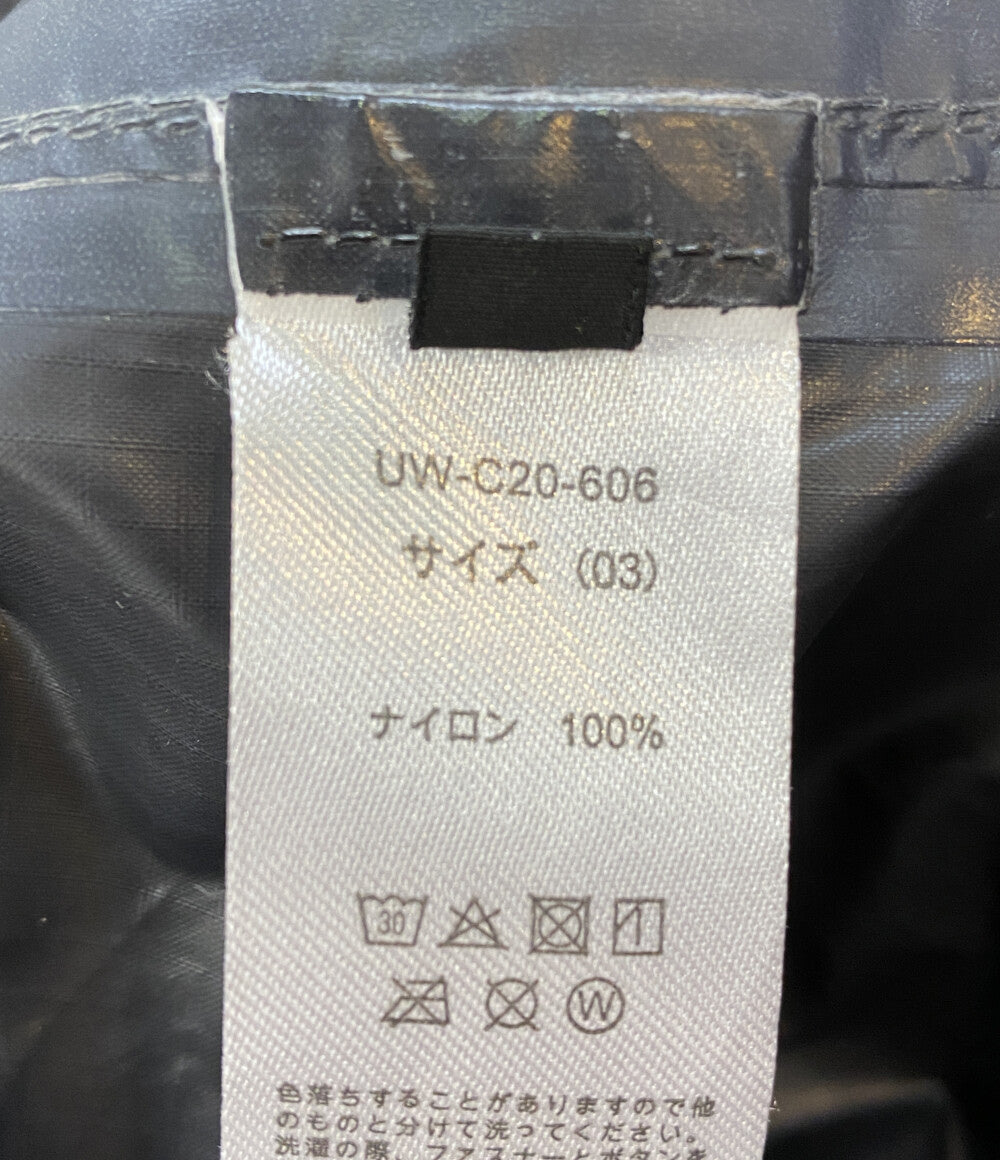 UW-C20-606
サイズ (03)
ナイロン 100%
30
W
色落ちすることがありますので他
のものと分けて洗ってください。
洗濯の際、ファスナーとボタンを